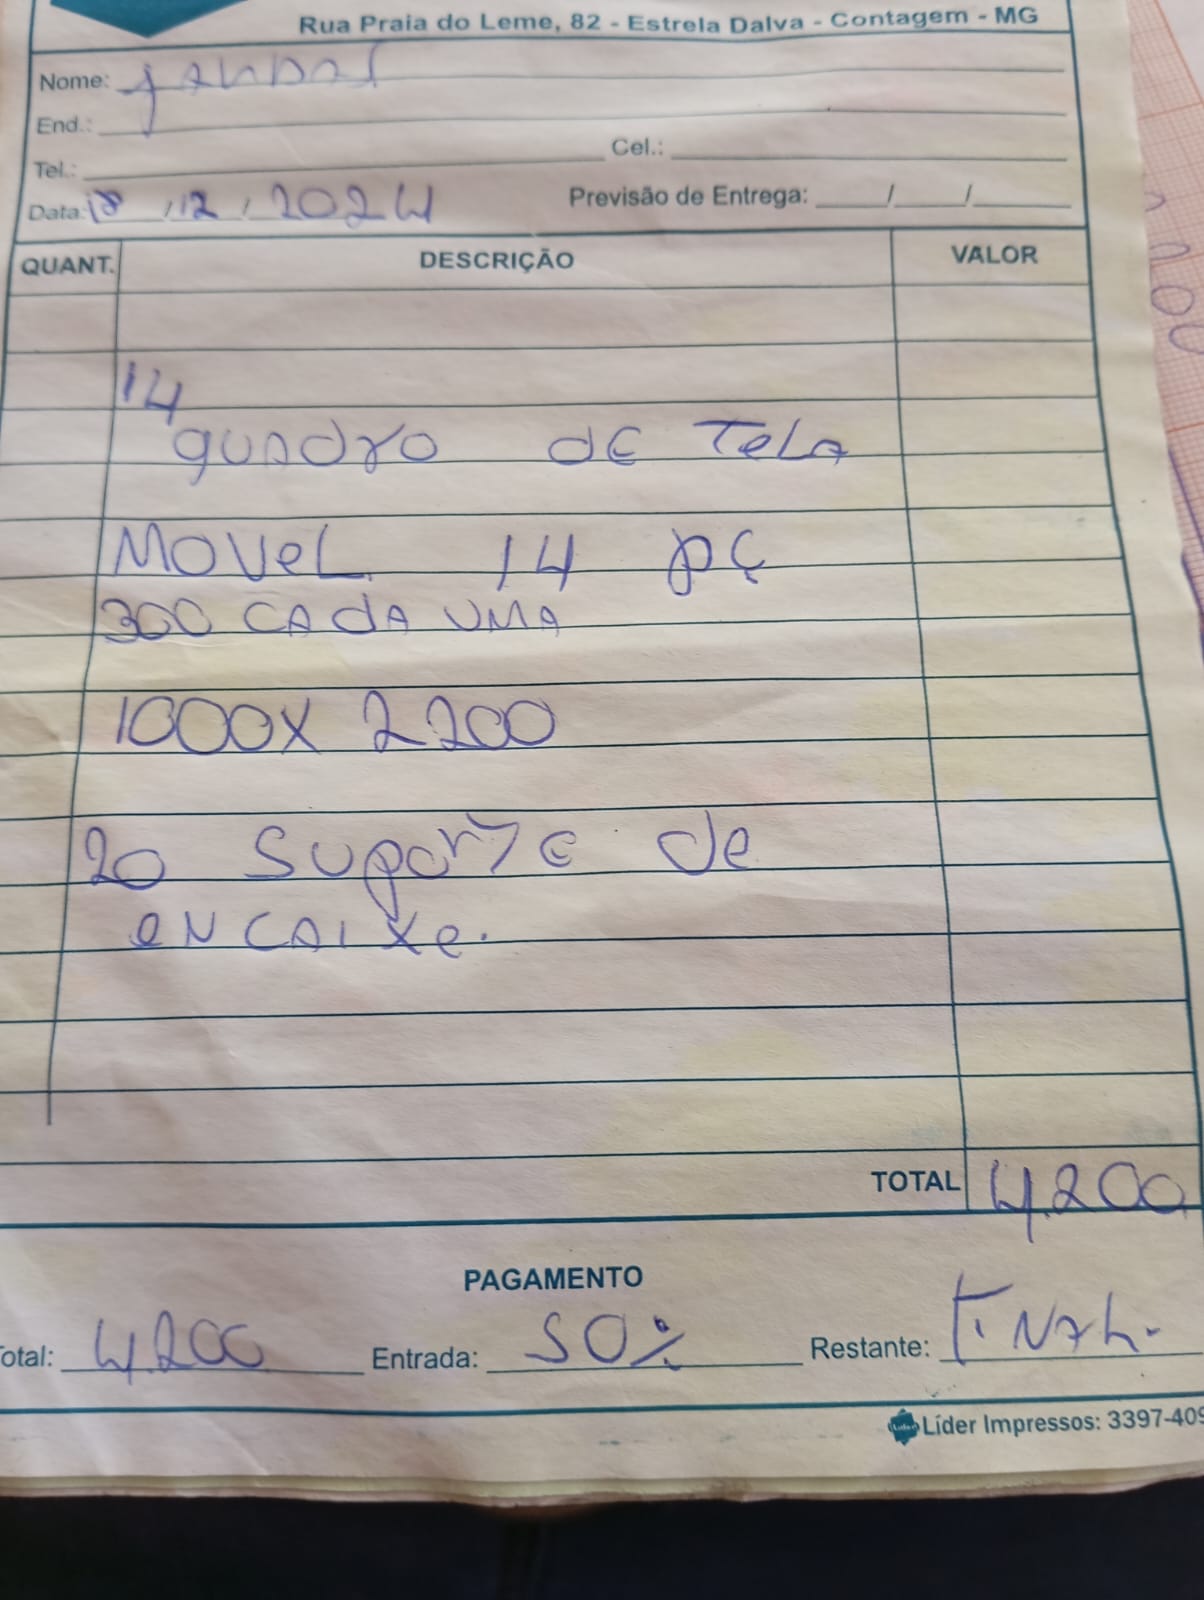 Rua Praia do Leme, 82 - Estrela Dalva - Contagem - MG
Nome:
End.:
Tel.: Cel.:
Data: 18 / 12 / 2024 Previsão de Entrega: / /
QUANT. DESCRIÇÃO VALOR
14
quadro de Tela
MOVEL 14 pç
300 CADA UMA
1000X 2200
20 Suporte de
eNCAIXe.
TOTAL 4.200
PAGAMENTO
otal: 4.200 Entrada: 50% Restante:
Líder Impressos: 3397-409